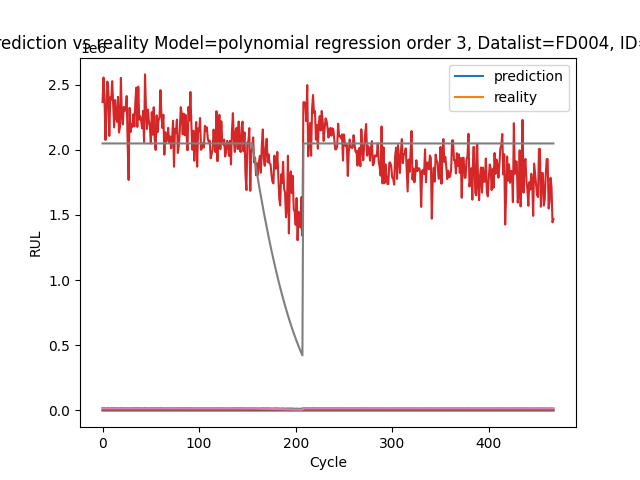 rediction vs reality Model=polynomial regression order 3, Datalist=FD004, ID=
1e6
prediction
reality
2.5
2.0
1.5
1.0
0.5
0.0
RUL
0
100
200
300
400
Cycle